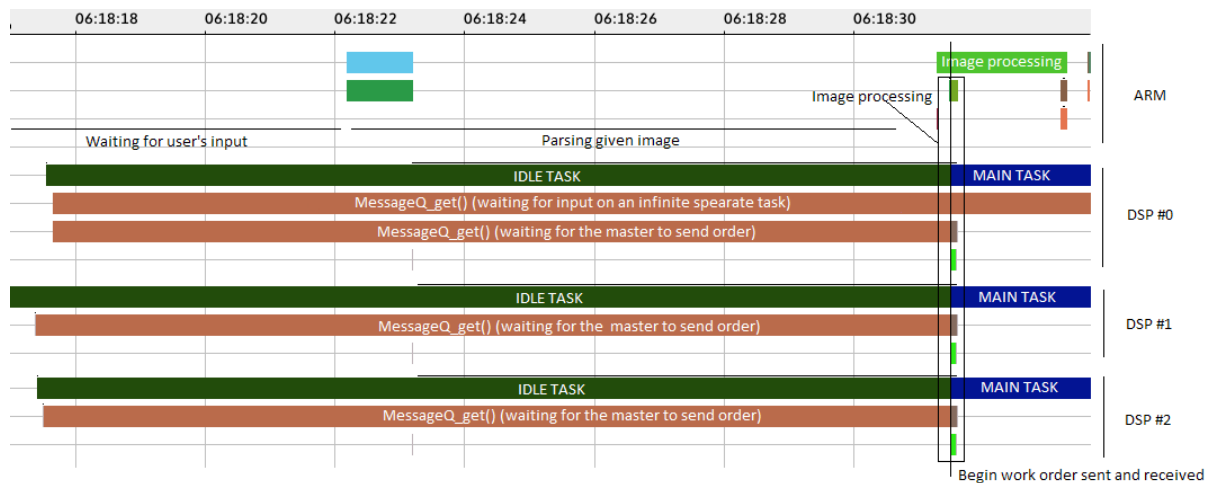 06:18:18 06:18:20 06:18:22 06:18:24 06:18:26 06:18:28 06:18:30
Image processing
Image processing
ARM
Waiting for user's input
Parsing given image
IDLE TASK
MAIN TASK
MessageQ_get() (waiting for input on an infinite spearate task)
DSP #0
MessageQ_get() (waiting for the master to send order)
IDLE TASK
MAIN TASK
MessageQ_get() (waiting for the master to send order)
DSP #1
IDLE TASK
MAIN TASK
MessageQ_get() (waiting for the master to send order)
DSP #2
Begin work order sent and received